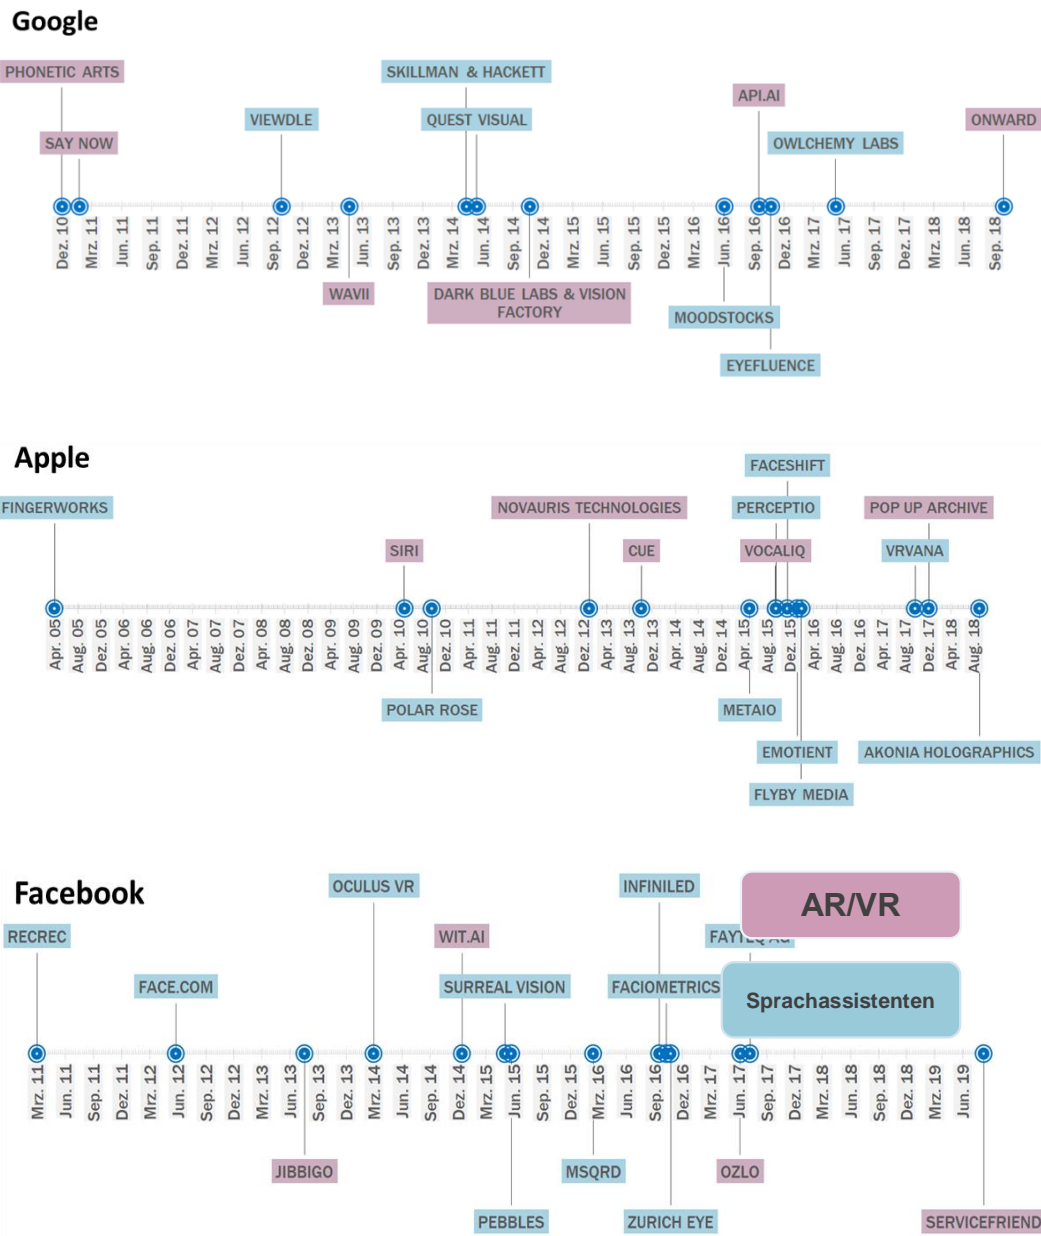 Google
PHONETIC ARTS
SKILLMAN & HACKETT
API.AI
VIEWDLE
QUEST VISUAL
ONWARD
SAY NOW
OWLCHEMY LABS
Dez. 10
Mrz. 11
Jun. 11
Sep. 11
Dez. 11
Mrz. 12
Jun. 12
Sep. 12
Dez. 12
Mrz. 13
Jun. 13
Sep. 13
Dez. 13
Mrz. 14
Jun. 14
Sep. 14
Dez. 14
Mrz. 15
Jun. 15
Sep. 15
Dez. 15
Mrz. 16
Jun. 16
Sep. 16
Dez. 16
Mrz. 17
Jun. 17
Sep. 17
Dez. 17
Mrz. 18
Jun. 18
Sep. 18
WAVII
DARK BLUE LABS & VISION
FACTORY
MOODSTOCKS
EYEFLUENCE
Apple
FACESHIFT
FINGERWORKS
NOVAURIS TECHNOLOGIES
PERCEPTIO
POP UP ARCHIVE
SIRI
CUE
VOCALIQ
VRVANA
Apr. 05
Aug. 05
Dez. 05
Apr. 06
Aug. 06
Dez. 06
Apr. 07
Aug. 07
Dez. 07
Apr. 08
Aug. 08
Dez. 08
Apr. 09
Aug. 09
Dez. 09
Apr. 10
Aug. 10
Dez. 10
Apr. 11
Aug. 11
Dez. 11
Apr. 12
Aug. 12
Dez. 12
Apr. 13
Aug. 13
Dez. 13
Apr. 14
Aug. 14
Dez. 14
Apr. 15
Aug. 15
Dez. 15
Apr. 16
Aug. 16
Dez. 16
Apr. 17
Aug. 17
Dez. 17
Apr. 18
Aug. 18
POLAR ROSE
METAIO
EMOTIENT
AKONIA HOLOGRAPHICS
FLYBY MEDIA
Facebook
OCULUS VR
INFINILED
AR/VR
RECREC
WIT.AI
FAYTEQ AG
FACE.COM
SURREAL VISION
FACIOMETRICS
Sprachassistenten
Mrz. 11
Jun. 11
Sep. 11
Dez. 11
Mrz. 12
Jun. 12
Sep. 12
Dez. 12
Mrz. 13
Jun. 13
Sep. 13
Dez. 13
Mrz. 14
Jun. 14
Sep. 14
Dez. 14
Mrz. 15
Jun. 15
Sep. 15
Dez. 15
Mrz. 16
Jun. 16
Sep. 16
Dez. 16
Mrz. 17
Jun. 17
Sep. 17
Dez. 17
Mrz. 18
Jun. 18
Sep. 18
Dez. 18
Mrz. 19
Jun. 19
JIBBIGO
MSQRD
OZLO
PEBBLES
ZURICH EYE
SERVICEFRIEND